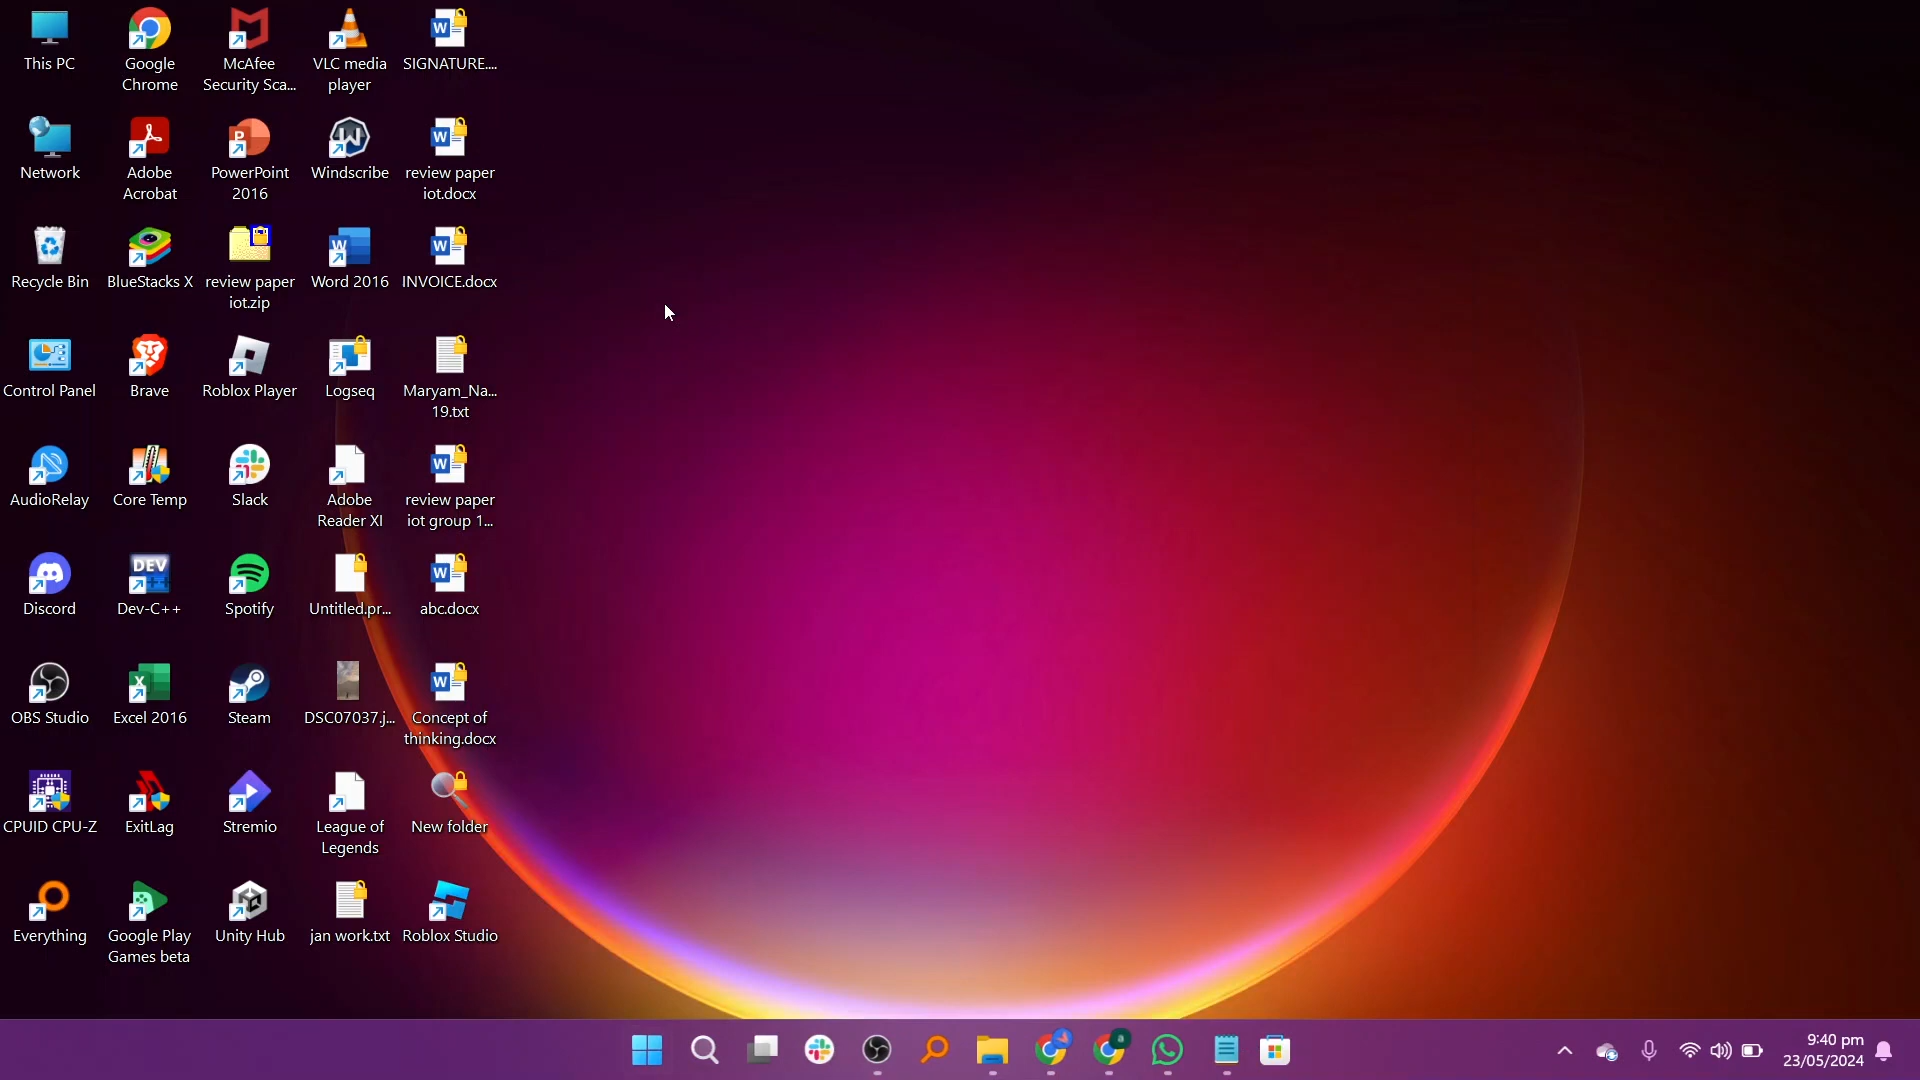 This PC
Google
Chrome
McAfee
Security Sca...
VLC media
player
SIGNATURE....
Network
Adobe
Acrobat
PowerPoint
2016
Windscribe
review paper
iot.docx
Recycle Bin
BlueStacks X
review paper
iot.zip
Word 2016
INVOICE.docx
Control Panel
Brave
Roblox Player
Logseq
Maryam_Na...
19.txt
AudioRelay
Core Temp
Slack
Adobe
Reader XI
review paper
iot group 1...
Discord
DEV
Dev-C++
Spotify
Untitled.pr...
abc.docx
OBS Studio
Excel 2016
Steam
DSC07037.j...
Concept of
thinking.docx
CPUID CPU-Z
ExitLag
Stremio
League of
Legends
New folder
Everything
Google Play
Games beta
Unity Hub
jan work.txt
Roblox Studio
9:40 pm
23/05/2024